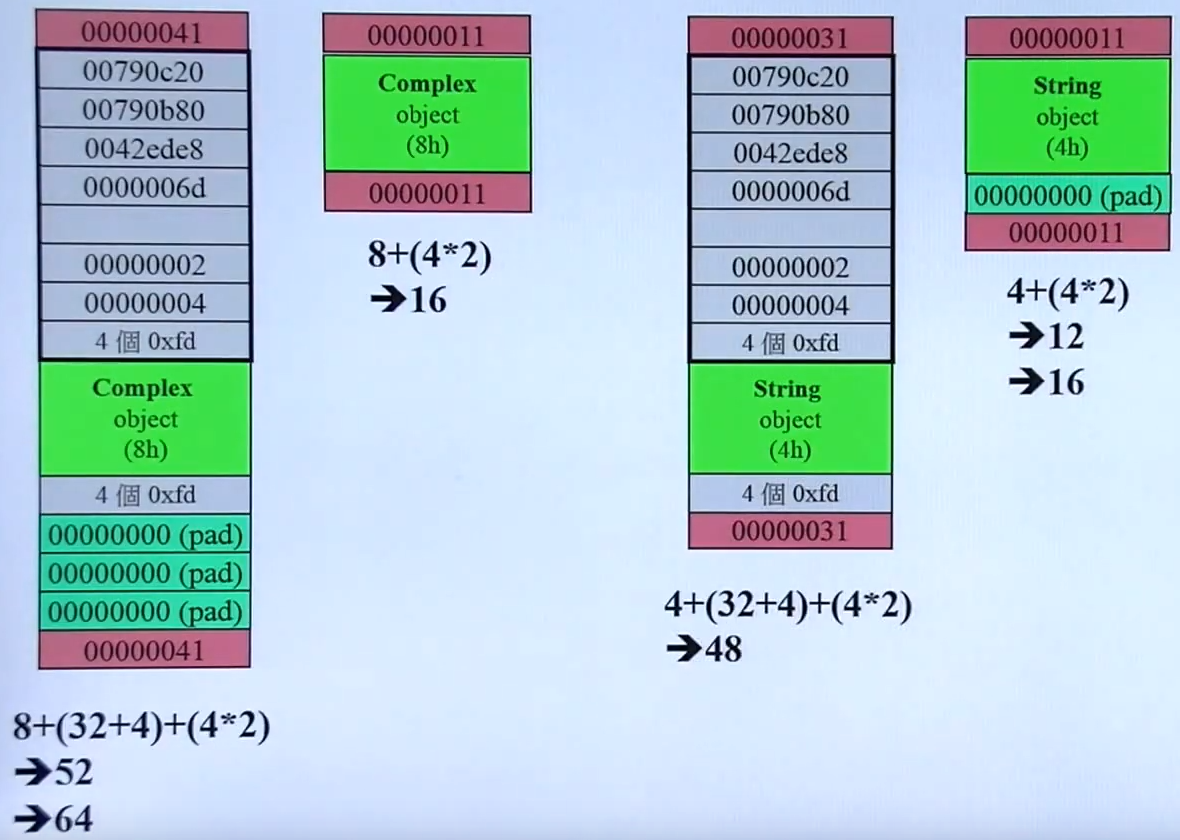 00000041
00790c20
00790b80
0042ede8
0000006d
00000002
00000004
4 個 0xfd
Complex
object
(8h)
4 個 0xfd
00000000 (pad)
00000000 (pad)
00000000 (pad)
00000041
8+(32+4)+(4*2)
➔52
➔64
00000011
Complex
object
(8h)
00000011
8+(4*2)
➔16
00000031
00790c20
00790b80
0042ede8
0000006d
00000002
00000004
4 個 0xfd
String
object
(4h)
4 個 0xfd
00000031
4+(32+4)+(4*2)
➔48
00000011
String
object
(4h)
00000000 (pad)
00000011
4+(4*2)
➔12
➔16